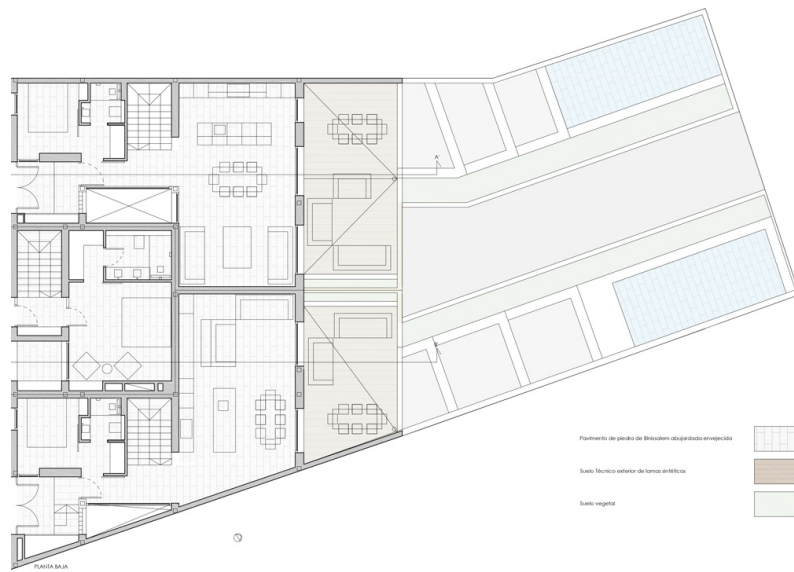 A'
B'
Pavimento de piedra de Binissalem abujardada envejecida
Suelo Técnico exterior de lamas sintéticas
Suelo vegetal
PLANTA BAJA